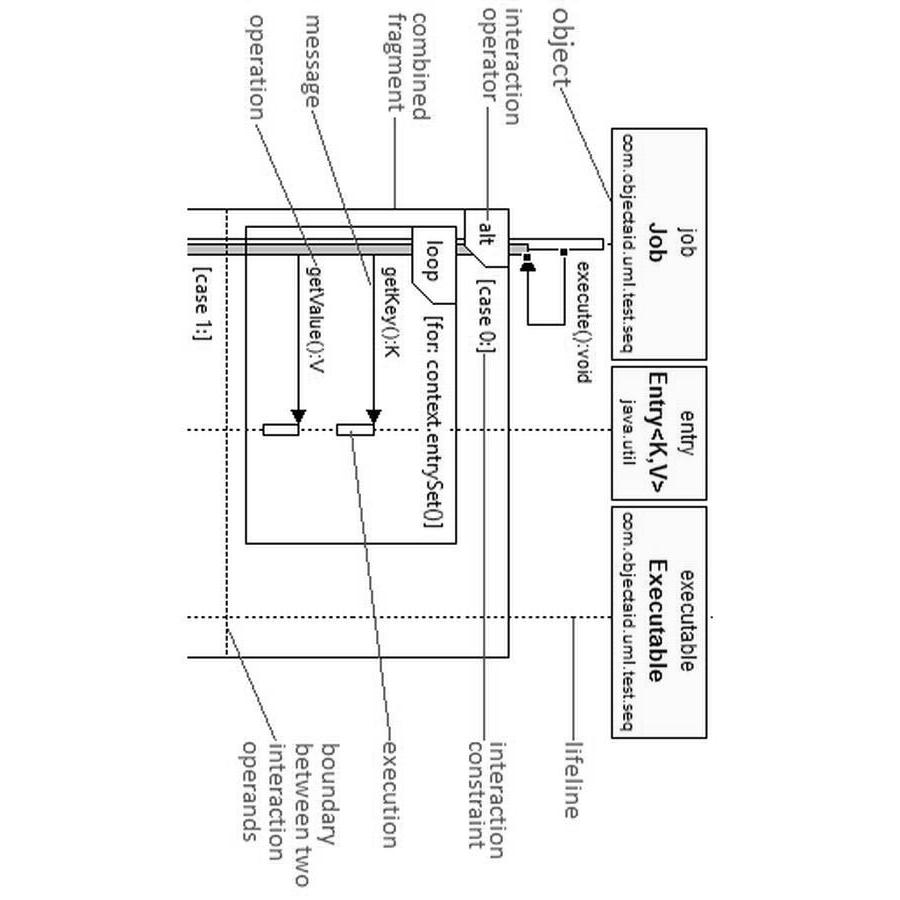 job
Job
com.objectaid.uml.test.seq
entry
Entry<K,V>
java.util
executable
Executable
com.objectaid.uml.test.seq
object
execute():void
lifeline
interaction
operator
alt
[case 0:]
interaction
constraint
combined
fragment
loop
[for: context.entrySet()]
message
getKey():K
execution
operation
getValue():V
boundary
between two
interaction
operands
[case 1:]